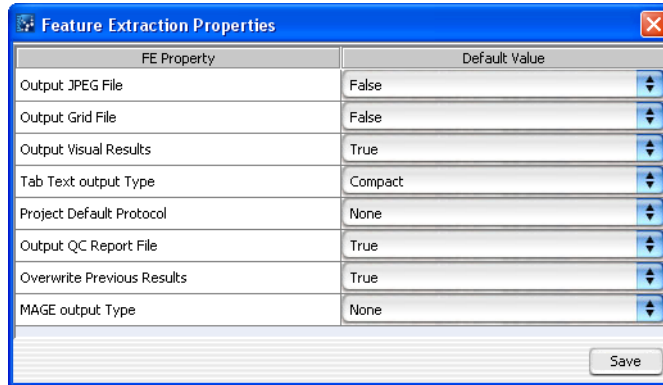 Feature Extraction Properties
FE Property Default Value
Output JPEG File False
Output Grid File False
Output Visual Results True
Tab Text output Type Compact
Project Default Protocol None
Output QC Report File True
Overwrite Previous Results True
MAGE output Type None
Save